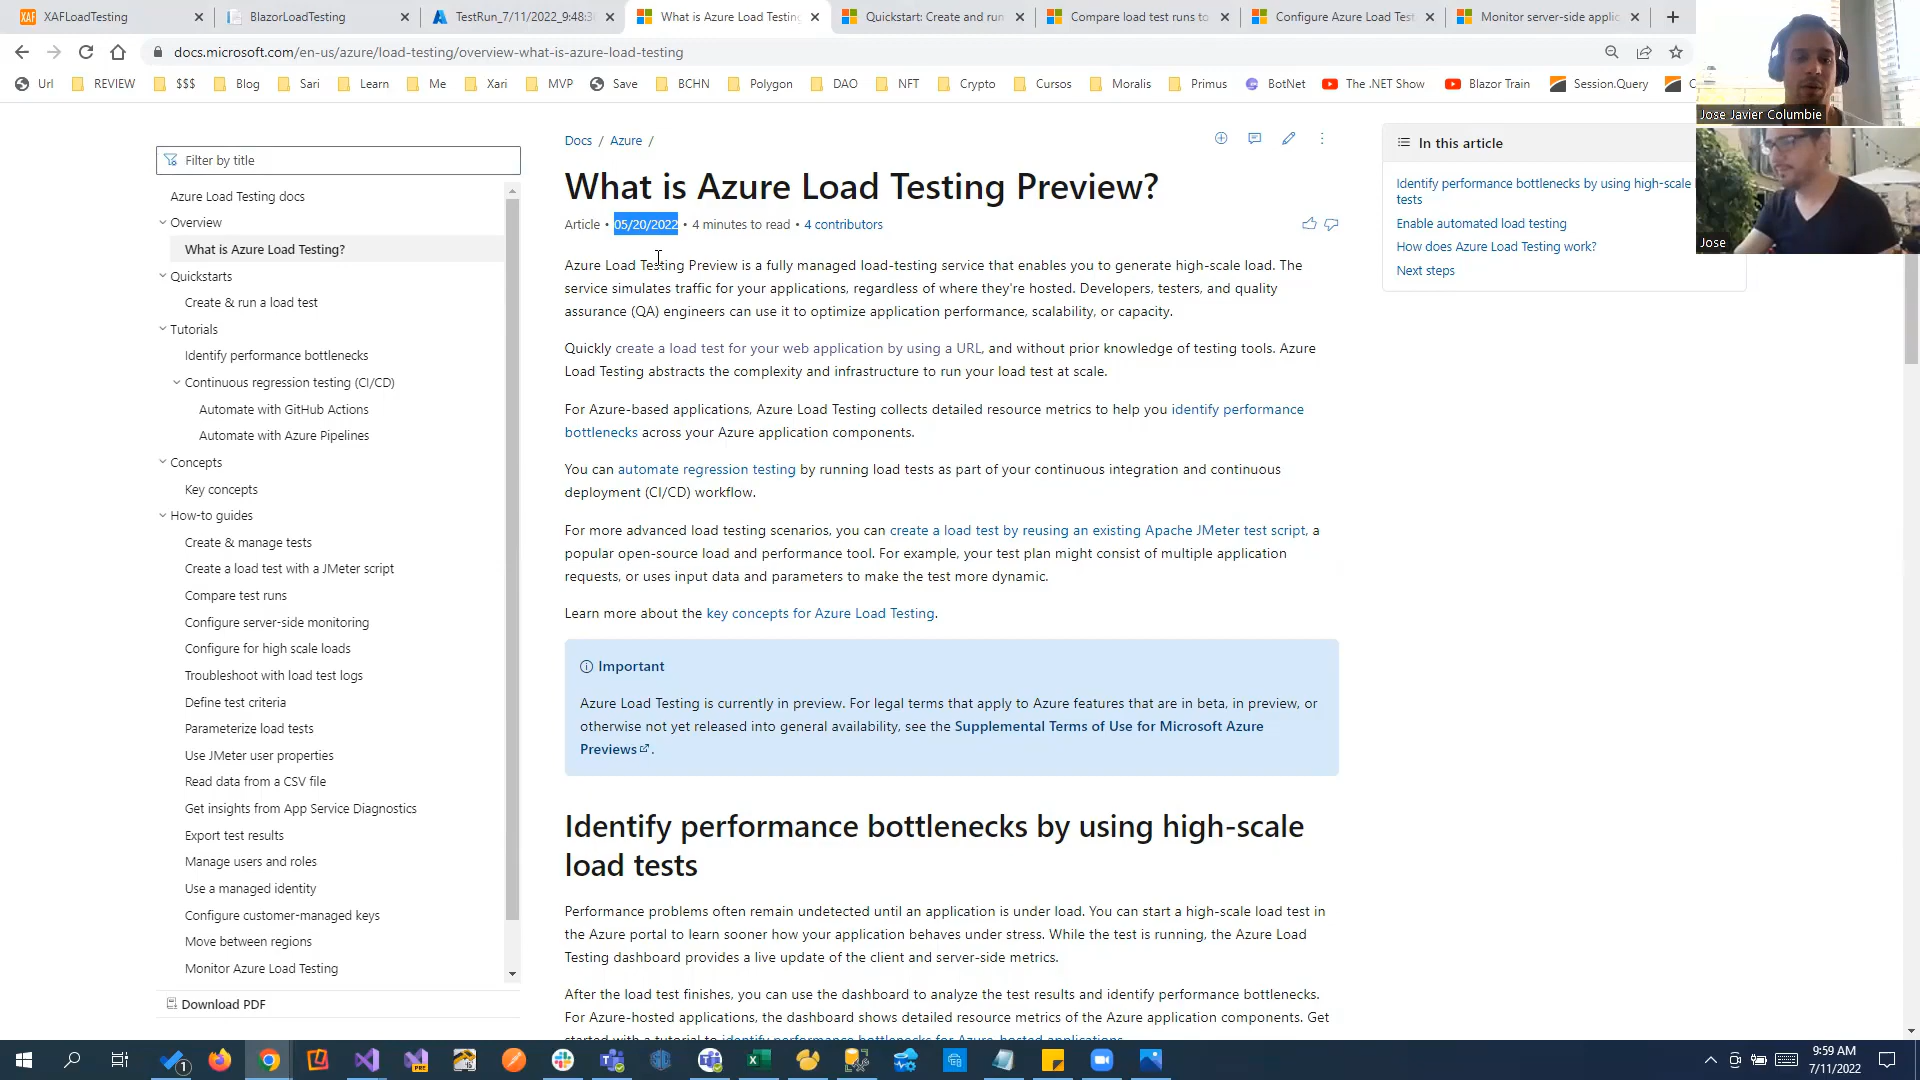 XAFLoadTesting
BlazorLoadTesting
TestRun_7/11/2022_9:48:3
What is Azure Load Testing
Quickstart: Create and run
Compare load test runs to
Configure Azure Load Test
Monitor server-side applic
docs.microsoft.com/en-us/azure/load-testing/overview-what-is-azure-load-testing
Url
REVIEW
$$$
Blog
Sari
Learn
Me
Xari
MVP
Save
BCHN
Polygon
DAO
NFT
Crypto
Cursos
Moralis
Primus
BotNet
The .NET Show
Blazor Train
Session.Query
Jose Javier Columbie
Jose
Filter by title
Azure Load Testing docs
Overview
What is Azure Load Testing?
Quickstarts
Create & run a load test
Tutorials
Identify performance bottlenecks
Continuous regression testing (CI/CD)
Automate with GitHub Actions
Automate with Azure Pipelines
Concepts
Key concepts
How-to guides
Create & manage tests
Create a load test with a JMeter script
Compare test runs
Configure server-side monitoring
Configure for high scale loads
Troubleshoot with load test logs
Define test criteria
Parameterize load tests
Use JMeter user properties
Read data from a CSV file
Get insights from App Service Diagnostics
Export test results
Manage users and roles
Use a managed identity
Configure customer-managed keys
Move between regions
Monitor Azure Load Testing
Download PDF
Docs / Azure /
What is Azure Load Testing Preview?
Article • 05/20/2022 • 4 minutes to read • 4 contributors
Azure Load Testing Preview is a fully managed load-testing service that enables you to generate high-scale load. The
service simulates traffic for your applications, regardless of where they're hosted. Developers, testers, and quality
assurance (QA) engineers can use it to optimize application performance, scalability, or capacity.
Quickly create a load test for your web application by using a URL, and without prior knowledge of testing tools. Azure
Load Testing abstracts the complexity and infrastructure to run your load test at scale.
For Azure-based applications, Azure Load Testing collects detailed resource metrics to help you identify performance
bottlenecks across your Azure application components.
You can automate regression testing by running load tests as part of your continuous integration and continuous
deployment (CI/CD) workflow.
For more advanced load testing scenarios, you can create a load test by reusing an existing Apache JMeter test script, a
popular open-source load and performance tool. For example, your test plan might consist of multiple application
requests, or uses input data and parameters to make the test more dynamic.
Learn more about the key concepts for Azure Load Testing.
Important
Azure Load Testing is currently in preview. For legal terms that apply to Azure features that are in beta, in preview, or
otherwise not yet released into general availability, see the Supplemental Terms of Use for Microsoft Azure
Previews.
Identify performance bottlenecks by using high-scale
load tests
Performance problems often remain undetected until an application is under load. You can start a high-scale load test in
the Azure portal to learn sooner how your application behaves under stress. While the test is running, the Azure Load
Testing dashboard provides a live update of the client and server-side metrics.
After the load test finishes, you can use the dashboard to analyze the test results and identify performance bottlenecks.
For Azure-hosted applications, the dashboard shows detailed resource metrics of the Azure application components. Get
started with a tutorial to identify performance bottlenecks for Azure-hosted applications.
In this article
Identify performance bottlenecks by using high-scale l
tests
Enable automated load testing
How does Azure Load Testing work?
Next steps
9:59 AM
7/11/2022